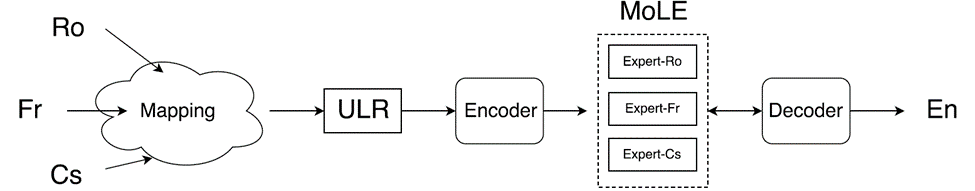 Ro
Fr
Cs
Mapping
ULR
Encoder
MoLE
Expert-Ro
Expert-Fr
Expert-Cs
Decoder
En